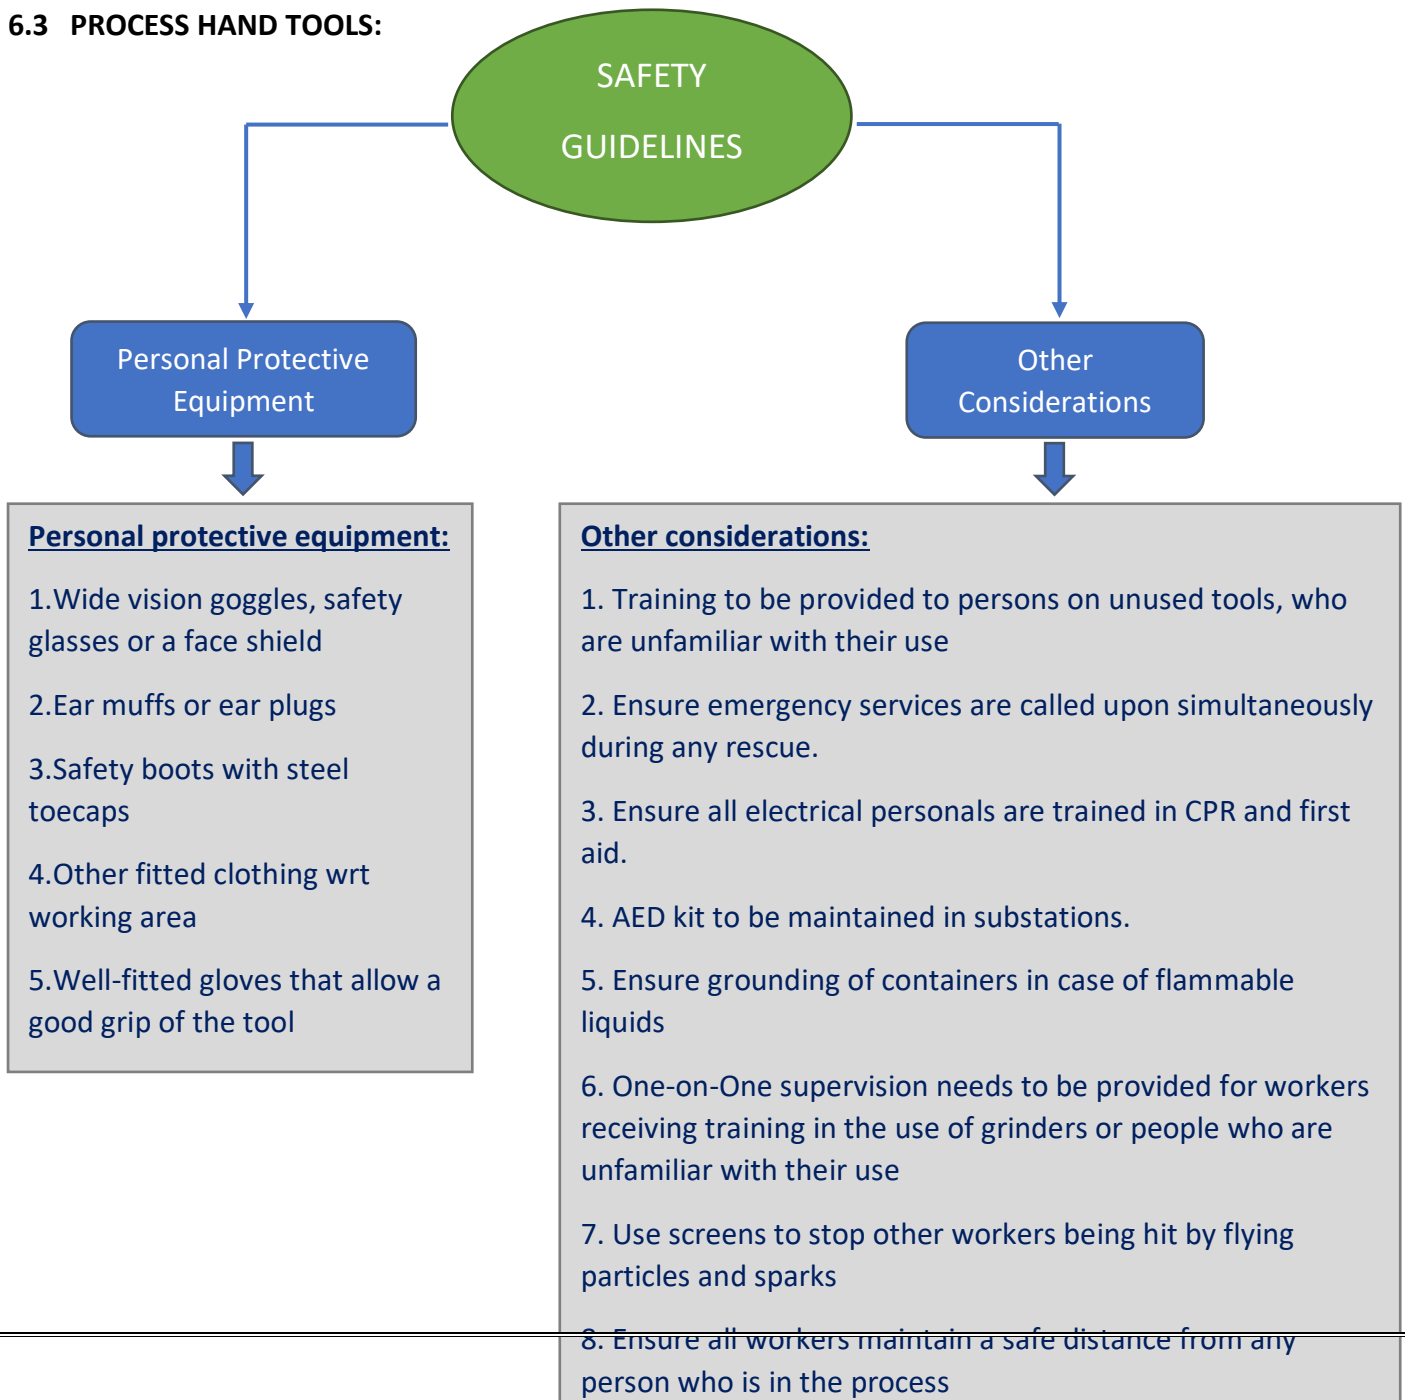 6.3 PROCESS HAND TOOLS:
SAFETY
GUIDELINES
Personal Protective
Equipment
Other
Considerations
Personal protective equipment:
1.Wide vision goggles, safety
glasses or a face shield
2.Ear muffs or ear plugs
3.Safety boots with steel
toecaps
4.Other fitted clothing wrt
working area
5.Well-fitted gloves that allow a
good grip of the tool
Other considerations:
1. Training to be provided to persons on unused tools, who
are unfamiliar with their use
2. Ensure emergency services are called upon simultaneously
during any rescue.
3. Ensure all electrical personals are trained in CPR and first
aid.
4. AED kit to be maintained in substations.
5. Ensure grounding of containers in case of flammable
liquids
6. One-on-One supervision needs to be provided for workers
receiving training in the use of grinders or people who are
unfamiliar with their use
7. Use screens to stop other workers being hit by flying
particles and sparks
8. Ensure all workers maintain a safe distance from any
person who is in the process